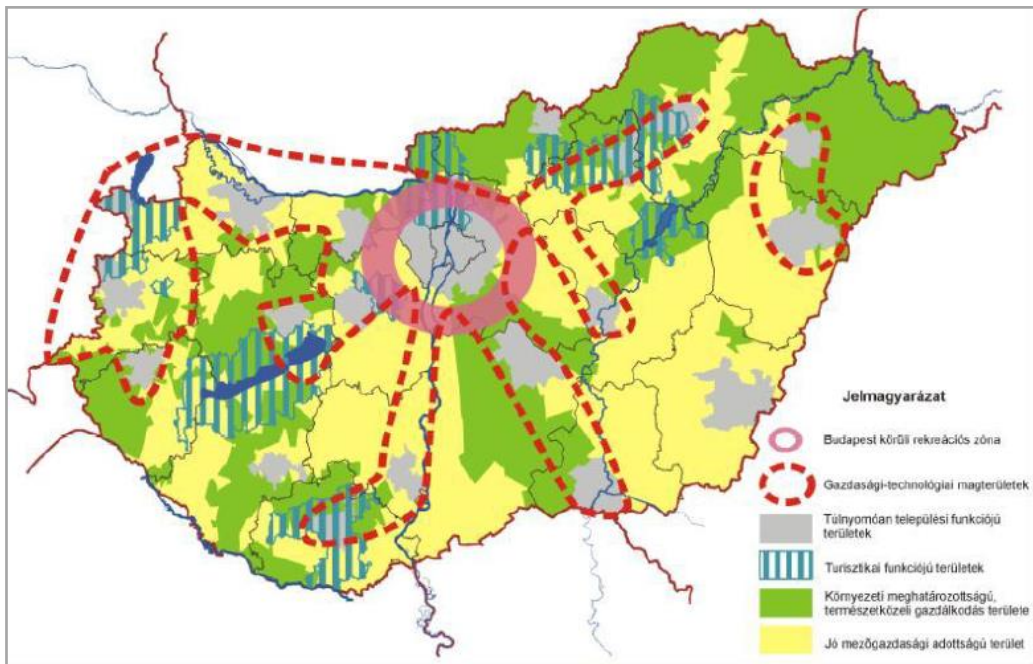 Jelmagyarázat
Budapest körüli rekreációs zóna
Gazdasági-technológiai magterületek
Túlnyomóan települési funkciójú
területek
Turisztikai funkciójú területek
Környezeti meghatározottságú,
természetközeli gazdálkodás területe
Jó mezõgazdasági adottságú terület